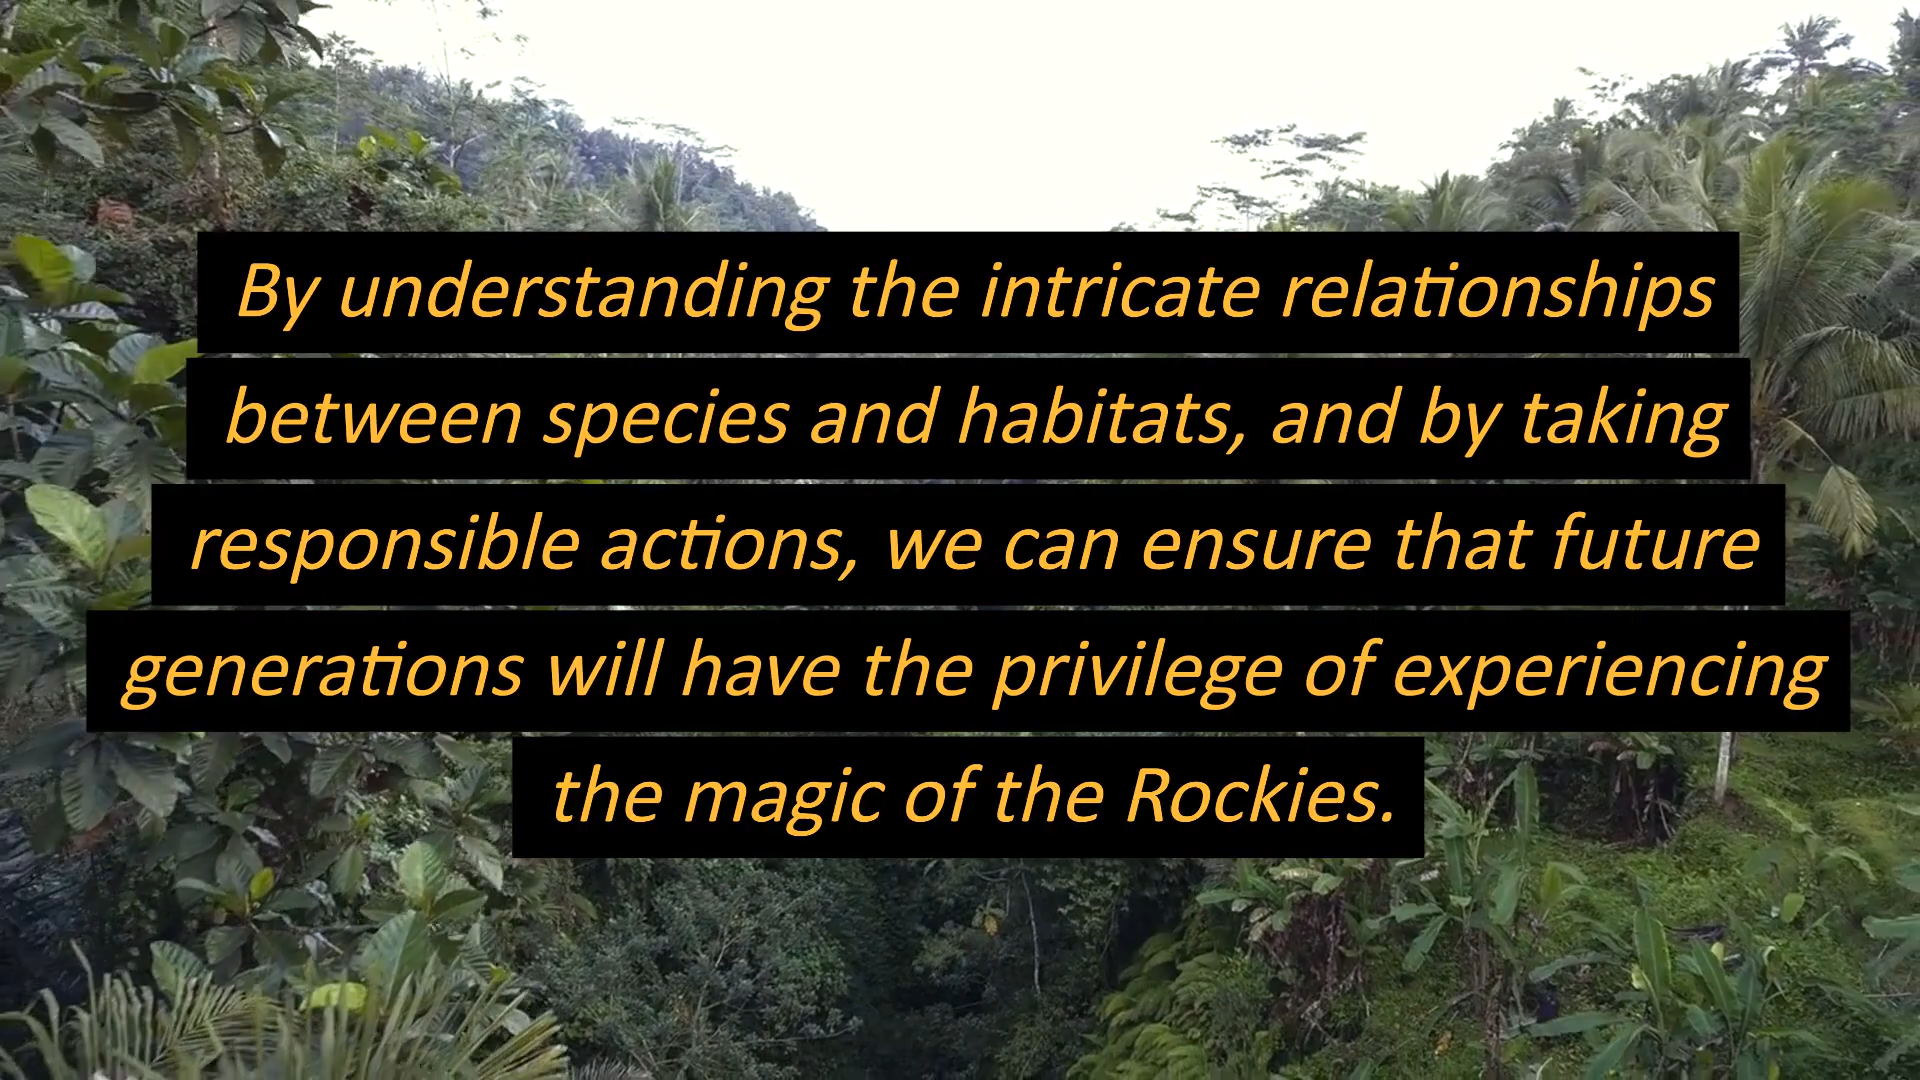 By understanding the intricate relationships
between species and habitats, and by taking
responsible actions, we can ensure that future
generations will have the privilege of experiencing
the magic of the Rockies.